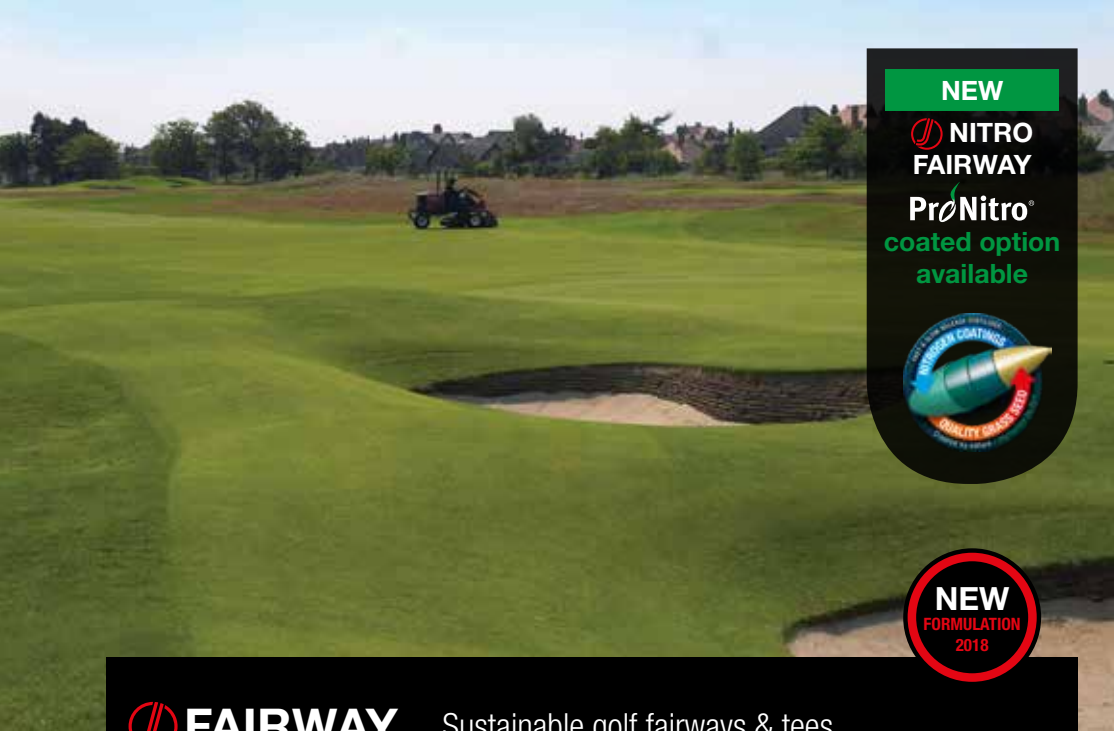 NEW
NITRO
FAIRWAY
ProNitro®
coated option
available
NITROGEN COATINGS
QUALITY GRASS SEED
NEW
FORMULATION
2018
FAIRWAY
Sustainable golf fairways & tees